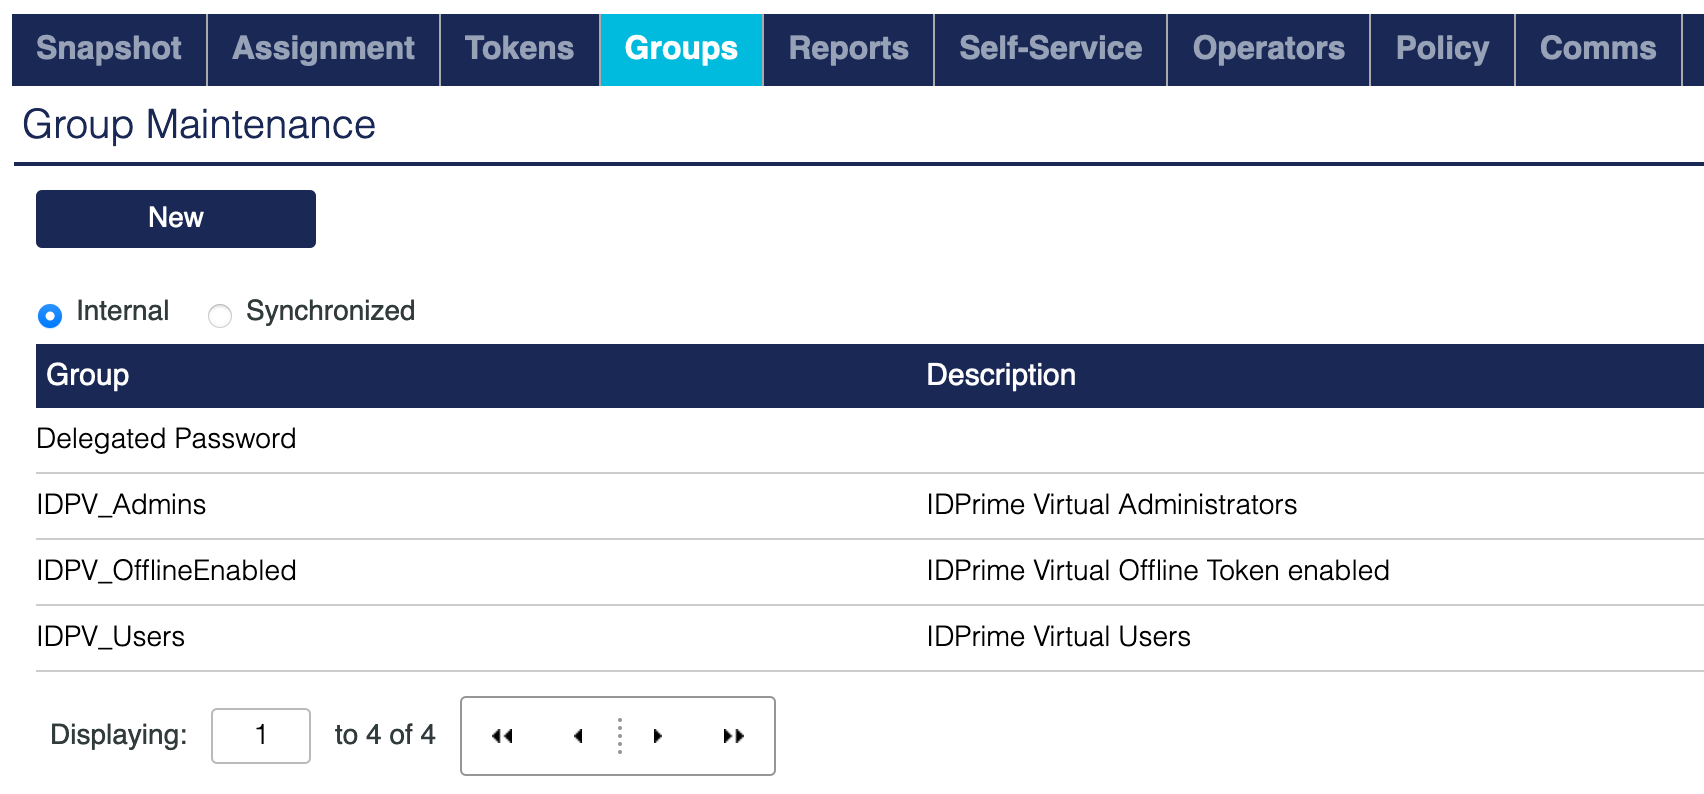 Snapshot Assignment Tokens Groups Reports Self-Service Operators Policy Comms
Group Maintenance
New
Internal Synchronized
Group Description
Delegated Password
IDPV_Admins IDPrime Virtual Administrators
IDPV_OfflineEnabled IDPrime Virtual Offline Token enabled
IDPV_Users IDPrime Virtual Users
Displaying: 1 to 4 of 4